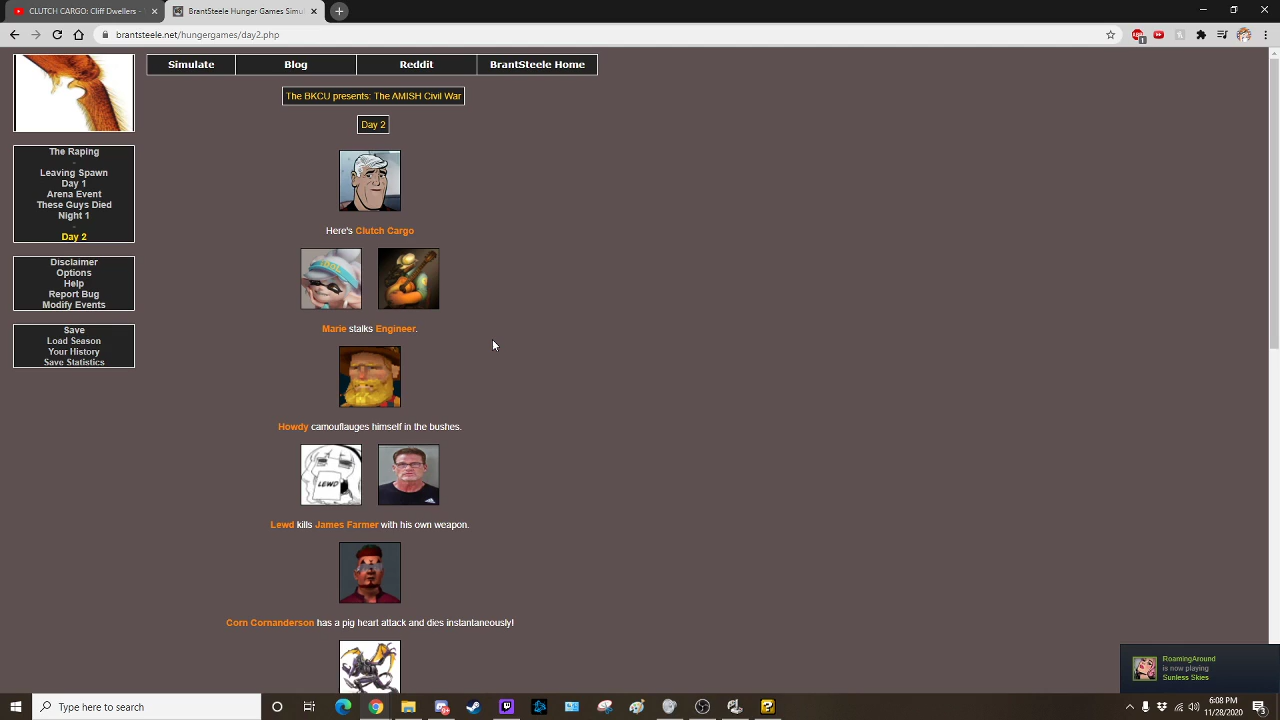 CLUTCH CARGO: Cliff Dwellers -
BrantSteele Hunger Games Simu
brantsteele.net/hungergames/day2.php
1
Simulate
Blog
Reddit
BrantSteele Home
The BKCU presents: The AMISH Civil War
Day 2
The Raping
-
Leaving Spawn
Day 1
Arena Event
These Guys Died
Night 1
-
Day 2
Disclaimer
Options
Help
Report Bug
Modify Events
Save
Load Season
Your History
Save Statistics
Here's Clutch Cargo
Marie stalks Engineer.
Howdy camouflauges himself in the bushes.
LEWD
Lewd kills James Farmer with his own weapon.
Corn Cornanderson has a pig heart attack and dies instantaneously!
RoamingAround
is now playing
Sunless Skies
Type here to search
6:08 PM
11/28/2020